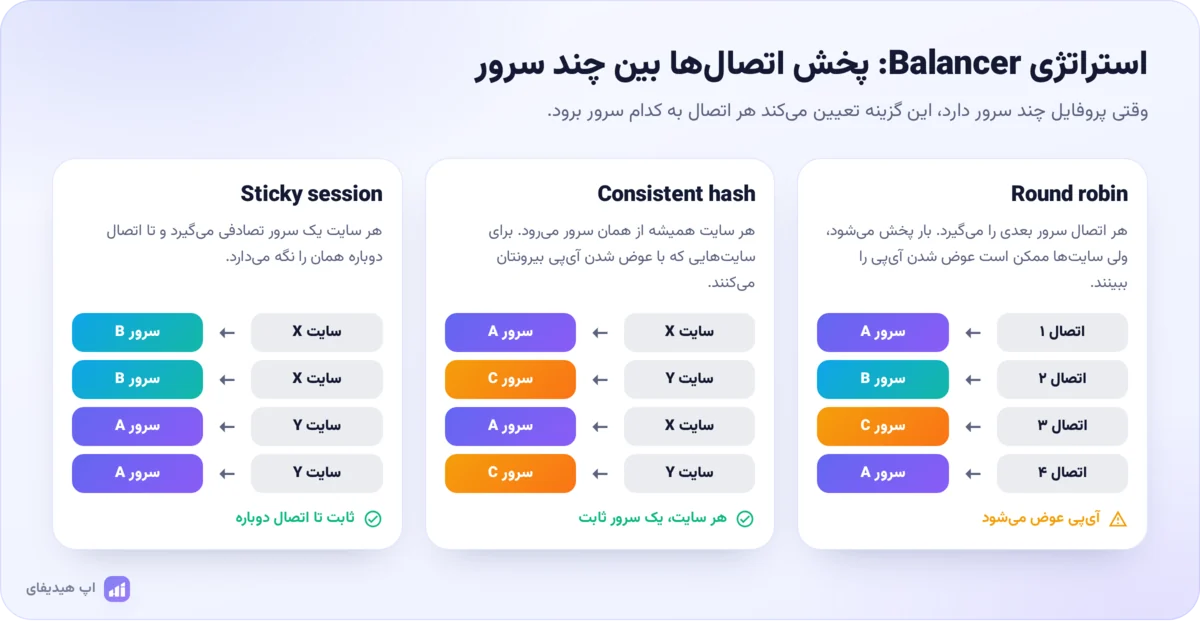 استراتژی Balancer: پخش اتصال‌ها بین چند سرور
وقتی پروفایل چند سرور دارد، این گزینه تعیین می‌کند هر اتصال به کدام سرور برود.
Round robin
هر اتصال سرور بعدی را می‌گیرد. بار پخش می‌شود،
ولی سایت‌ها ممکن است عوض شدن آی‌پی را
ببینند.
اتصال ۱ ← سرور A
اتصال ۲ ← سرور B
اتصال ۳ ← سرور C
اتصال ۴ ← سرور A
آی‌پی عوض می‌شود
Consistent hash
هر سایت همیشه از همان سرور می‌رود. برای
سایت‌هایی که با عوض شدن آی‌پی بیرونتان
می‌کنند.
سایت X ← سرور A
سایت Y ← سرور C
سایت X ← سرور A
سایت Y ← سرور C
هر سایت، یک سرور ثابت
Sticky session
هر سایت یک سرور تصادفی می‌گیرد و تا اتصال
دوباره همان را نگه می‌دارد.
سایت X ← سرور B
سایت X ← سرور B
سایت Y ← سرور A
سایت Y ← سرور A
ثابت تا اتصال دوباره
اپ هیدیفای